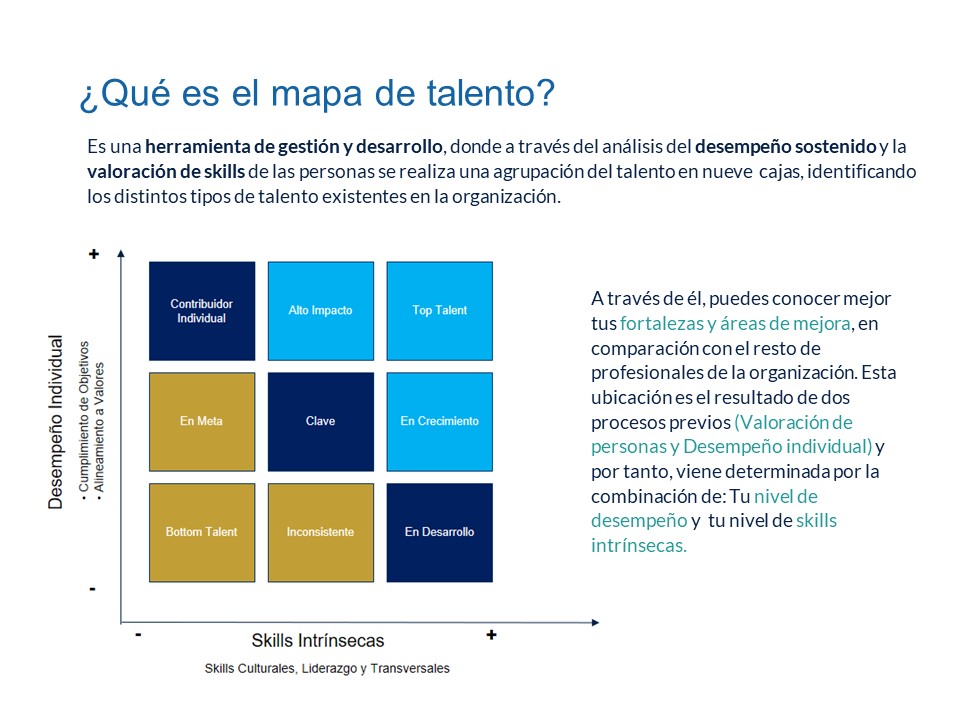 ¿Qué es el mapa de talento?
Es una herramienta de gestión y desarrollo, donde a través del análisis del desempeño sostenido y la
valoración de skills de las personas se realiza una agrupación del talento en nueve cajas, identificando
los distintos tipos de talento existentes en la organización.
+
Desempeño Individual
• Cumplimiento de Objetivos
• Alineamiento a Valores
-
Contribuidor
Individual
Alto Impacto
Top Talent
En Meta
Clave
En Crecimiento
Bottom Talent
Inconsistente
En Desarrollo
-
Skills Intrínsecas
+
Skills Culturales, Liderazgo y Transversales
A través de él, puedes conocer mejor
tus fortalezas y áreas de mejora, en
comparación con el resto de
profesionales de la organización. Esta
ubicación es el resultado de dos
procesos previos (Valoración de
personas y Desempeño individual) y
por tanto, viene determinada por la
combinación de: Tu nivel de
desempeño y tu nivel de skills
intrínsecas.